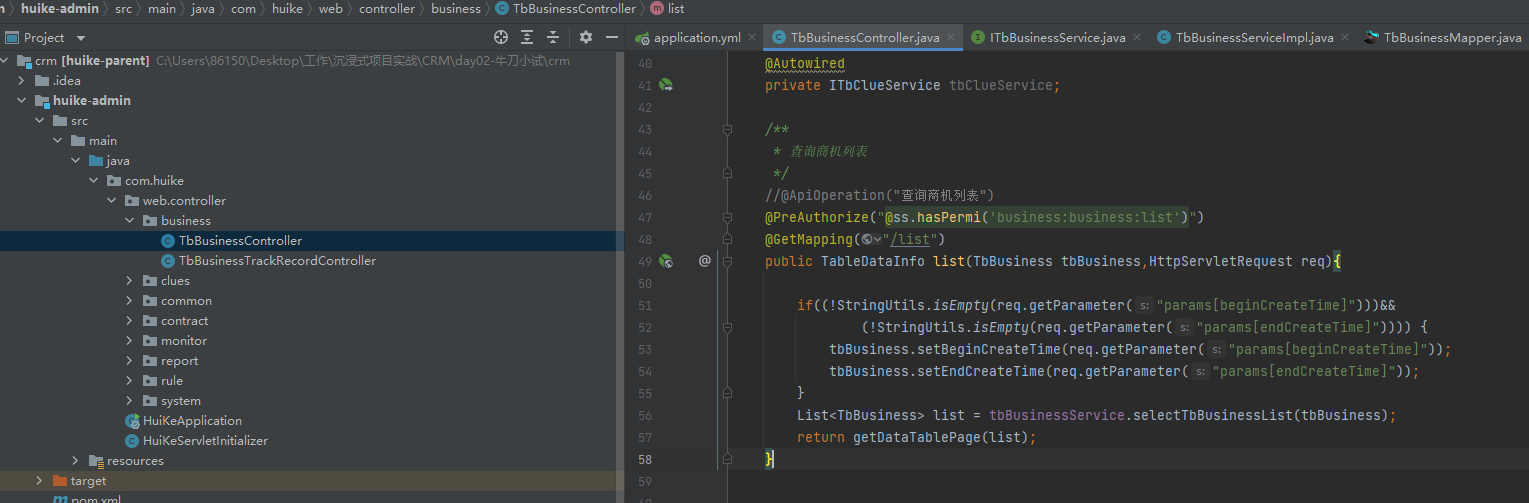 n huike-admin 〉 src 〉 main 〉 java 〉 com 〉 huike 〉 web 〉 controller 〉 business 〉 TbBusinessController 〉 list
Project
application.yml TbBusinessController.java ITbBusinessService.java TbBusinessServiceImpl.java TbBusinessMapper.java
crm [huike-parent] C:\Users\86150\Desktop\工作\沉浸式项目实战\CRM\day02-牛刀小试\crm
.idea
huike-admin
src
main
java
com.huike
web.controller
business
TbBusinessController
TbBusinessTrackRecordController
clues
common
contract
monitor
report
rule
system
HuiKeApplication
HuiKeServletInitializer
resources
target
pom.xml
40 @Autowired
41 private ITbClueService tbClueService;
42
43 /**
44 * 查询商机列表
45 */
46 //@ApiOperation("查询商机列表")
47 @PreAuthorize("@ss.hasPermi('business:business:list')")
48 @GetMapping("/list")
49 @ public TableDataInfo list(TbBusiness tbBusiness,HttpServletRequest req){
50
51 if((!StringUtils.isEmpty(req.getParameter( s: "params[beginCreateTime]")))&&
52 (!StringUtils.isEmpty(req.getParameter( s: "params[endCreateTime]")))) {
53 tbBusiness.setBeginCreateTime(req.getParameter( s: "params[beginCreateTime]"));
54 tbBusiness.setEndCreateTime(req.getParameter( s: "params[endCreateTime]"));
55 }
56 List<TbBusiness> list = tbBusinessService.selectTbBusinessList(tbBusiness);
57 return getDataTablePage(list);
58 }
59